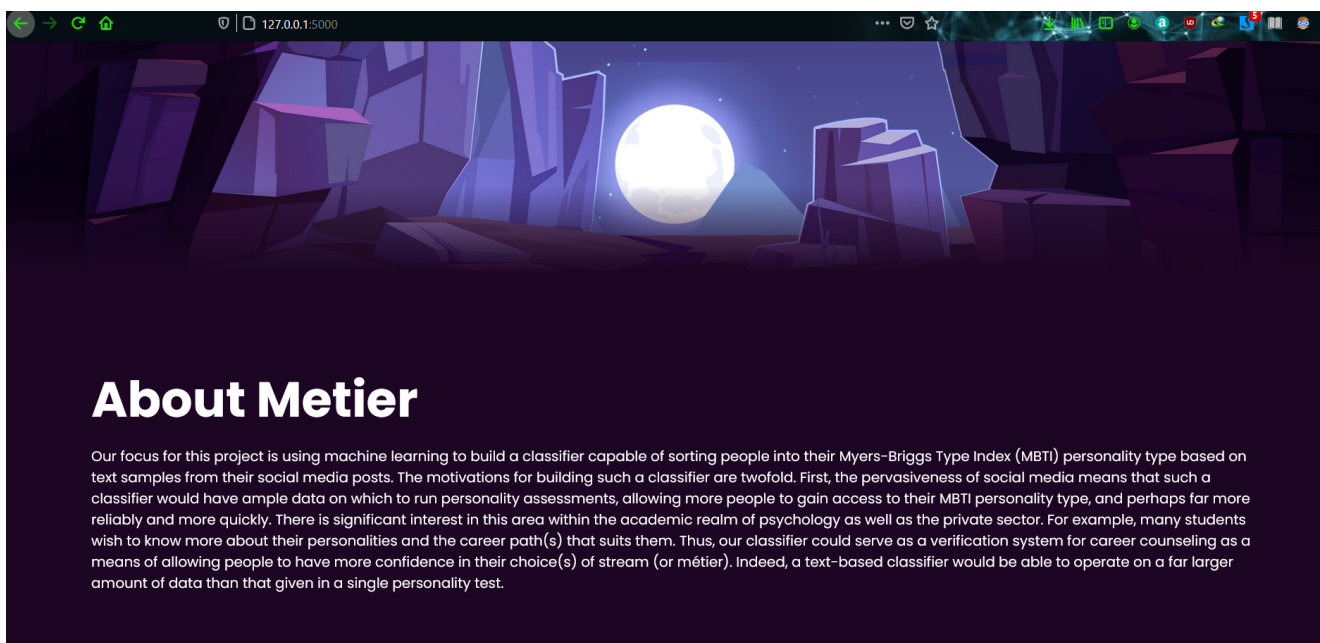 127.0.0.1:5000
5
About Metier
Our focus for this project is using machine learning to build a classifier capable of sorting people into their Myers-Briggs Type Index (MBTI) personality type based on
text samples from their social media posts. The motivations for building such a classifier are twofold. First, the pervasiveness of social media means that such a
classifier would have ample data on which to run personality assessments, allowing more people to gain access to their MBTI personality type, and perhaps far more
reliably and more quickly. There is significant interest in this area within the academic realm of psychology as well as the private sector. For example, many students
wish to know more about their personalities and the career path(s) that suits them. Thus, our classifier could serve as a verification system for career counseling as a
means of allowing people to have more confidence in their choice(s) of stream (or métier). Indeed, a text-based classifier would be able to operate on a far larger
amount of data than that given in a single personality test.